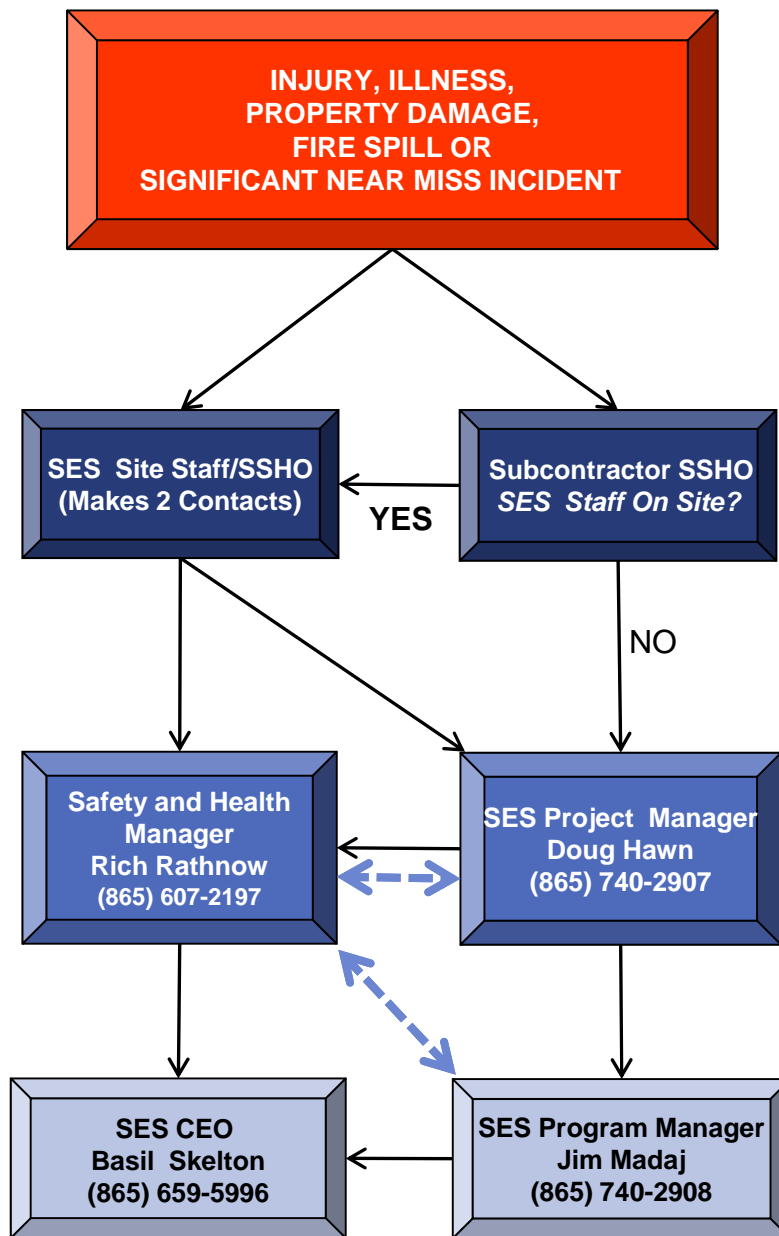 INJURY, ILLNESS,
PROPERTY DAMAGE,
FIRE SPILL OR
SIGNIFICANT NEAR MISS INCIDENT
SES Site Staff/SSHO
(Makes 2 Contacts)
YES
Subcontractor SSHO
SES Staff On Site?
NO
Safety and Health
Manager
Rich Rathnow
(865) 607-2197
SES Project Manager
Doug Hawn
(865) 740-2907
SES CEO
Basil Skelton
(865) 659-5996
SES Program Manager
Jim Madaj
(865) 740-2908